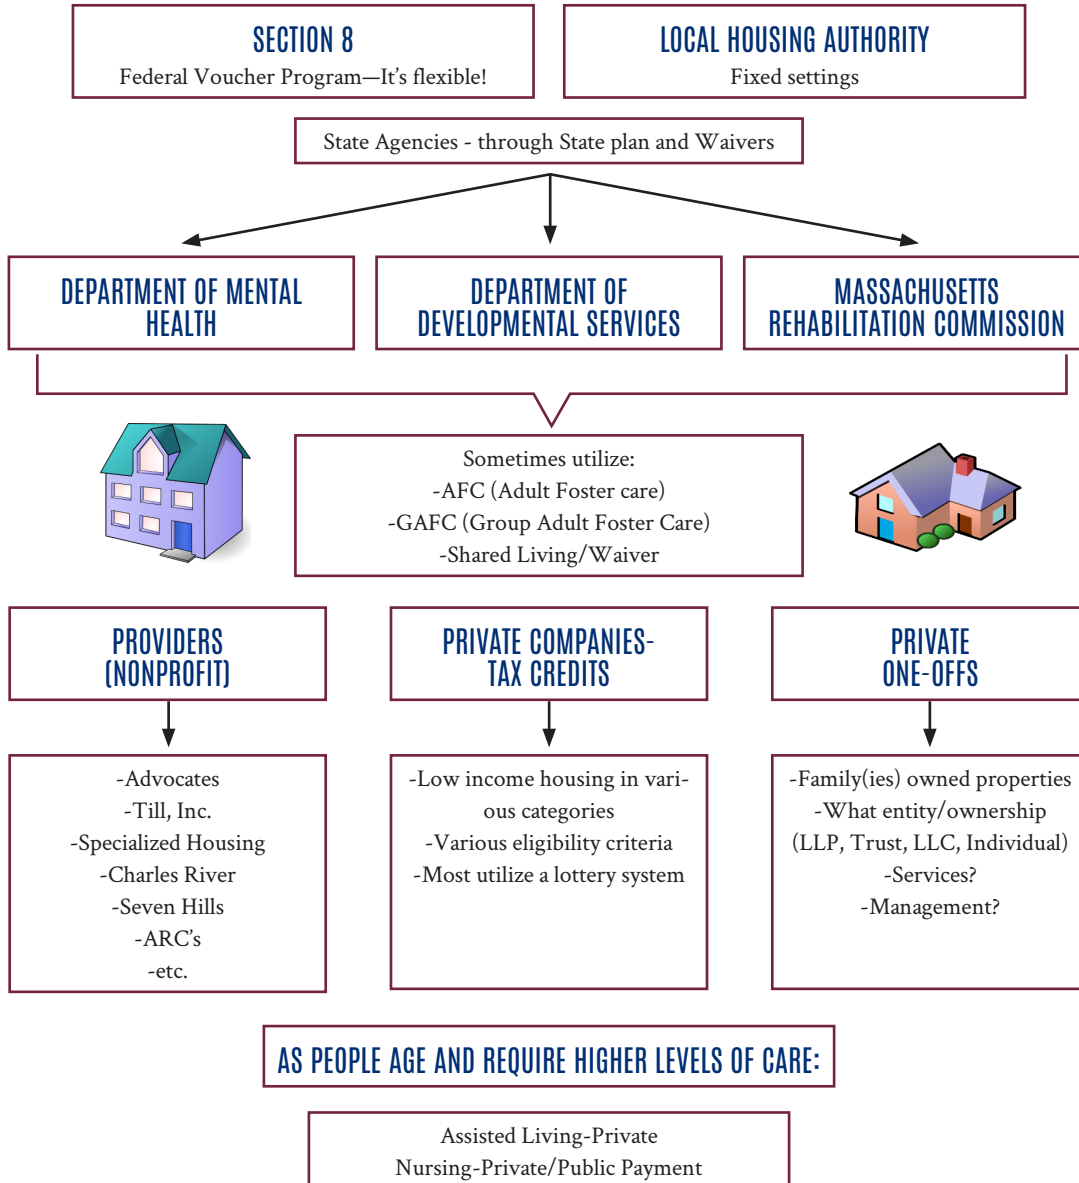 SECTION 8
Federal Voucher Program—It’s flexible!
LOCAL HOUSING AUTHORITY
Fixed settings
State Agencies - through State plan and Waivers
DEPARTMENT OF MENTAL
HEALTH
DEPARTMENT OF
DEVELOPMENTAL SERVICES
MASSACHUSETTS
REHABILITATION COMMISSION
Sometimes utilize:
-AFC (Adult Foster care)
-GAFC (Group Adult Foster Care)
-Shared Living/Waiver
PROVIDERS
(NONPROFIT)
PRIVATE COMPANIES-
TAX CREDITS
PRIVATE
ONE-OFFS
-Advocates
-Till, Inc.
-Specialized Housing
-Charles River
-Seven Hills
-ARC’s
-etc.
-Low income housing in vari-
ous categories
-Various eligibility criteria
-Most utilize a lottery system
-Family(ies) owned properties
-What entity/ownership
(LLP, Trust, LLC, Individual)
-Services?
-Management?
AS PEOPLE AGE AND REQUIRE HIGHER LEVELS OF CARE:
Assisted Living-Private
Nursing-Private/Public Payment